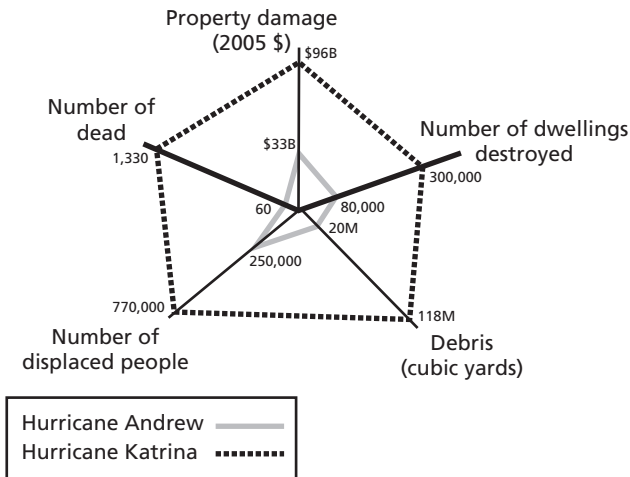 Property damage
(2005 $)
$96B
Number of
dead
1,330
$33B
Number of dwellings
destroyed
300,000
60
80,000
20M
250,000
770,000
118M
Number of
displaced people
Debris
(cubic yards)
Hurricane Andrew
Hurricane Katrina